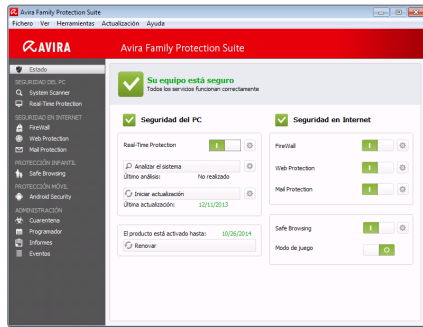 Avira Family Protection Suite
Fichero Ver Herramientas Actualización Ayuda
AVIRA
Avira Family Protection Suite
Estado
SEGURIDAD DEL PC
System Scanner
Real-Time Protection
SEGURIDAD EN INTERNET
FireWall
Web Protection
Mail Protection
PROTECCIÓN INFANTIL
Safe Browsing
PROTECCIÓN MÓVIL
Android Security
ADMINISTRACIÓN
Cuarentena
Programador
Informes
Eventos
Su equipo está seguro
Todos los servicios funcionan correctamente
Seguridad del PC
Real-Time Protection
Analizar el sistema
Último análisis: No realizado
Iniciar actualización
Última actualización: 12/11/2013
El producto está activado hasta: 10/26/2014
Renovar
Seguridad en Internet
FireWall
Web Protection
Mail Protection
Safe Browsing
Modo de juego